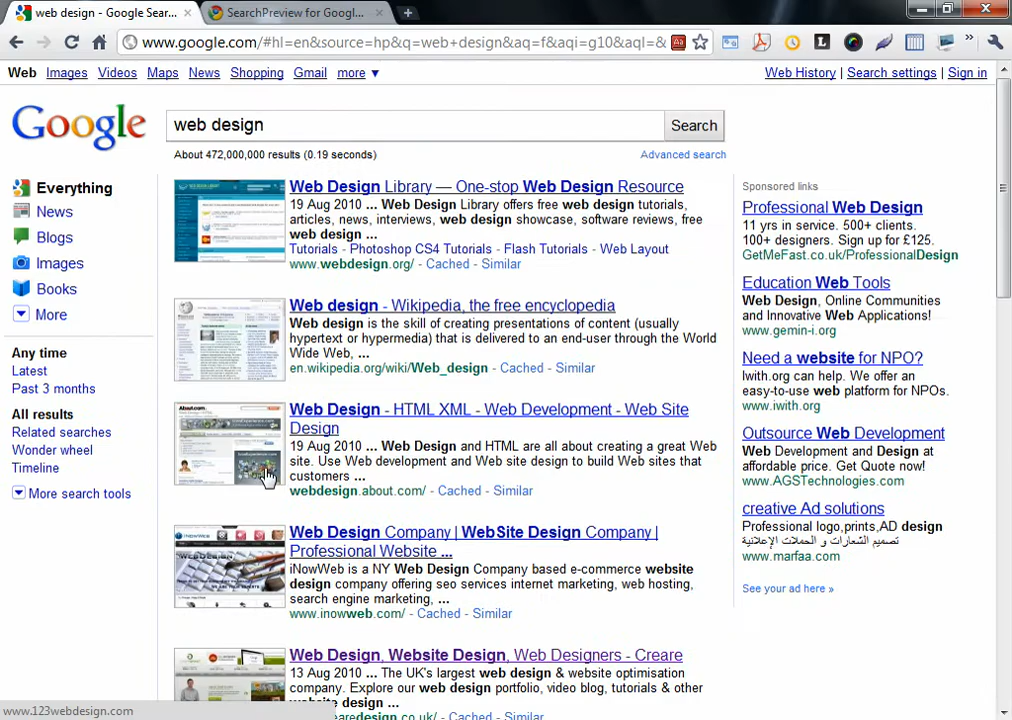 web design - Google Sear...
SearchPreview for Googl...
www.google.com/#hl=en&source=hp&q=web+design&aq=f&aqi=g10&aql=&
Web Images Videos Maps News Shopping Gmail more ▼
Web History | Search settings | Sign in
Google
web design
Search
About 472,000,000 results (0.19 seconds)
Advanced search
Everything
News
Blogs
Images
Books
More
Any time
Latest
Past 3 months
All results
Related searches
Wonder wheel
Timeline
More search tools
Web Design Library — One-stop Web Design Resource
19 Aug 2010 ... Web Design Library offers free web design tutorials,
articles, news, interviews, web design showcase, software reviews, free
web design ...
Tutorials - Photoshop CS4 Tutorials - Flash Tutorials - Web Layout
www.webdesign.org/ - Cached - Similar
Web design - Wikipedia, the free encyclopedia
Web design is the skill of creating presentations of content (usually
hypertext or hypermedia) that is delivered to an end-user through the World
Wide Web, ...
en.wikipedia.org/wiki/Web_design - Cached - Similar
About.com
Web Design - HTML XML - Web Development - Web Site
Design
19 Aug 2010 ... Web Design and HTML are all about creating a great Web
site. Use Web development and Web site design to build Web sites that
customers ...
webdesign.about.com/ - Cached - Similar
Web Design Company | WebSite Design Company |
Professional Website ...
iNowWeb is a NY Web Design Company based e-commerce website
design company offering seo services internet marketing, web hosting,
search engine marketing, ...
www.inowweb.com/ - Cached - Similar
Web Design, Website Design, Web Designers - Creare
13 Aug 2010 ... The UK's largest web design & website optimisation
company. Explore our web design portfolio, video blog, tutorials & other
website design ...
Cached - Similar
Sponsored links
Professional Web Design
11 yrs in service. 500+ clients.
100+ designers. Sign up for £125.
GetMeFast.co.uk/ProfessionalDesign
Education Web Tools
Web Design, Online Communities
and Innovative Web Applications!
www.gemin-i.org
Need a website for NPO?
Iwith.org can help. We offer an
easy-to-use web platform for NPOs.
www.iwith.org
Outsource Web Development
Web Development and Design at
affordable price. Get Quote now!
www.AGSTechnologies.com
creative Ad solutions
Professional logo,prints,AD design
تصميم الشعارات و الحملات الإعلانية
www.marfaa.com
See your ad here »
www.123webdesign.com